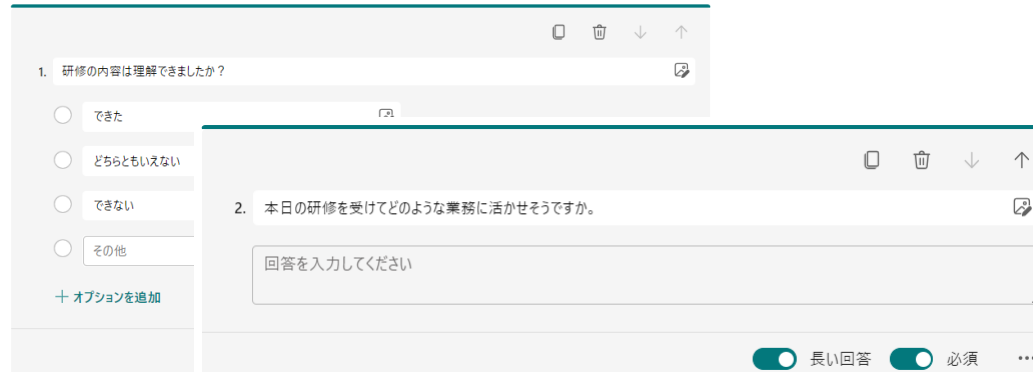 1. 研修の内容は理解できましたか？
できた
どちらともいえない
できない
その他
＋ オプションを追加
2. 本日の研修を受けてどのような業務に活かせそうですか。
回答を入力してください
長い回答 必須 …